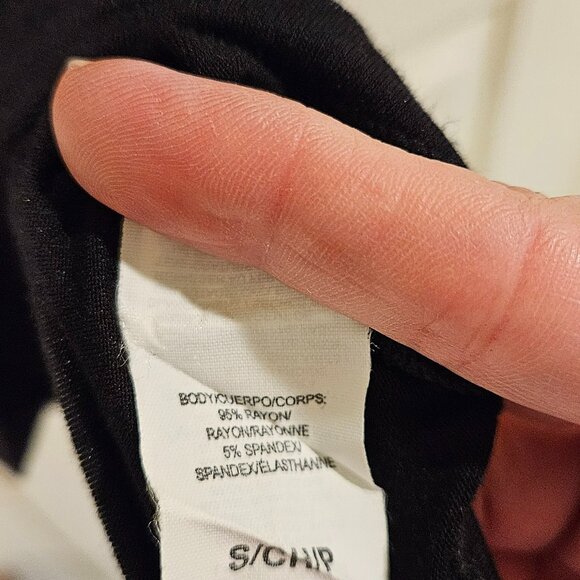 BODY/CUERPO/CORPS:
95% RAYON/
RAYON/RAYONNE
5% SPANDEX/
SPANDEX/ÉLASTHANNE
S/CH/P